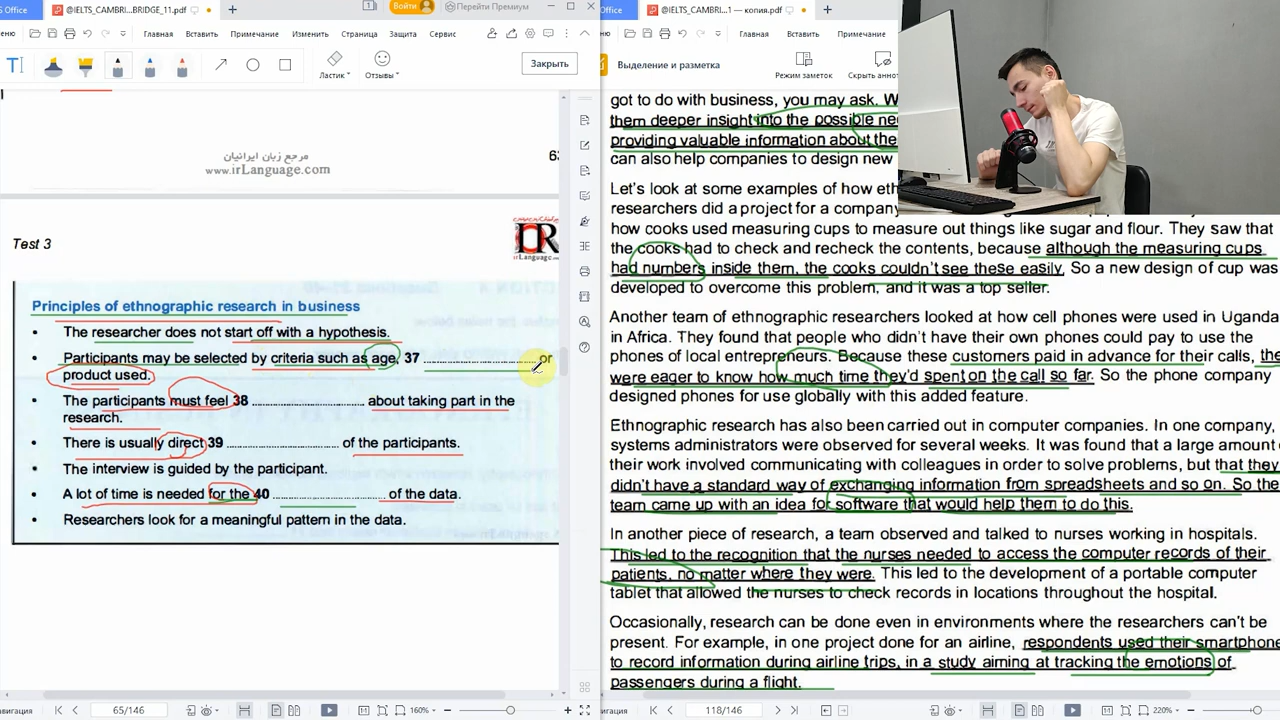 s Office
@IELTS_CAMBRI...BRIDGE_11.pdf
Войти
Перейти Премиум
Главная
Вставить
Примечание
Изменить
Страница
Защита
Сервис
Ластик
Отзывы
Закрыть
مرجع زبان ایرانیان
www.irLanguage.com
Test 3
Principles of ethnographic research in business
• The researcher does not start off with a hypothesis.
• Participants may be selected by criteria such as age, 37 .................... or
product used.
• The participants must feel 38 .................... about taking part in the
research.
• There is usually direct 39 .................... of the participants.
• The interview is guided by the participant.
• A lot of time is needed for the 40 .................... of the data.
• Researchers look for a meaningful pattern in the data.
65/146
160%
Office
@IELTS_CAMBRI...1 — копия.pdf
Главная
Вставить
Примечание
Выделение и разметка
Режим заметок
Скрыть аннот
got to do with business, you may ask. W
them deeper insight into the possible ne
providing valuable information about the
can also help companies to design new
Let's look at some examples of how eth
researchers did a project for a company
how cooks used measuring cups to measure out things like sugar and flour. They saw that
the cooks had to check and recheck the contents, because although the measuring cups
had numbers inside them, the cooks couldn't see these easily. So a new design of cup was
developed to overcome this problem, and it was a top seller.
Another team of ethnographic researchers looked at how cell phones were used in Uganda
in Africa. They found that people who didn't have their own phones could pay to use the
phones of local entrepreneurs. Because these customers paid in advance for their calls, the
were eager to know how much time they'd spent on the call so far. So the phone company
designed phones for use globally with this added feature.
Ethnographic research has also been carried out in computer companies. In one company,
systems administrators were observed for several weeks. It was found that a large amount o
their work involved communicating with colleagues in order to solve problems, but that they
didn't have a standard way of exchanging information from spreadsheets and so on. So the
team came up with an idea for software that would help them to do this.
In another piece of research, a team observed and talked to nurses working in hospitals.
This led to the recognition that the nurses needed to access the computer records of their
patients, no matter where they were. This led to the development of a portable computer
tablet that allowed the nurses to check records in locations throughout the hospital.
Occasionally, research can be done even in environments where the researchers can't be
present. For example, in one project done for an airline, respondents used their smartphone
to record information during airline trips, in a study aiming at tracking the emotions of
passengers during a flight.
118/146
220%